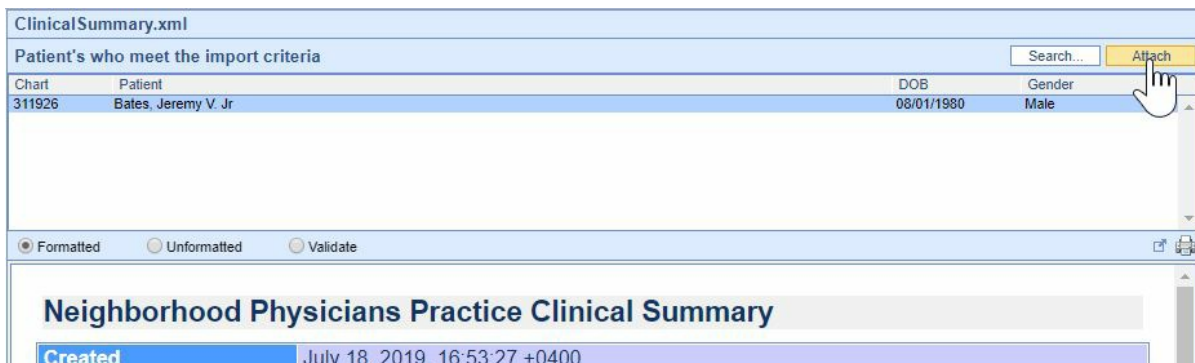 ClinicalSummary.xml
Patient's who meet the import criteria Search... Attach
Chart Patient DOB Gender
311926 Bates, Jeremy V. Jr 08/01/1980 Male
Formatted Unformatted Validate
Neighborhood Physicians Practice Clinical Summary
Created July 18, 2019, 16:53:27 +0400